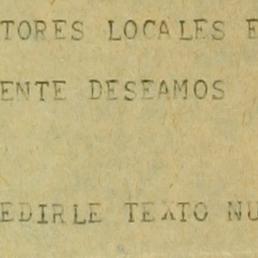 TORES LOCALES E
ENTE DESEAMOS
EDIRLE TEXTO NU